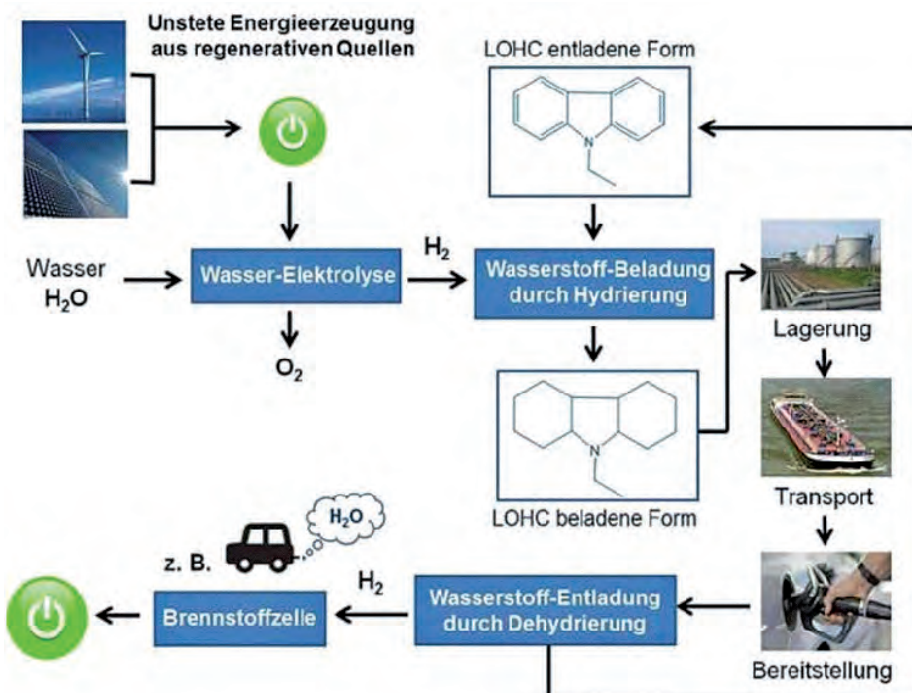 Unstete Energieerzeugung
aus regenerativen Quellen
LOHC entladene Form
N
Wasser
H₂O
Wasser-Elektrolyse
H₂
Wasserstoff-Beladung
durch Hydrierung
O₂
Lagerung
N
LOHC beladene Form
Transport
H₂O
z. B.
Brennstoffzelle
H₂
Wasserstoff-Entladung
durch Dehydrierung
Bereitstellung